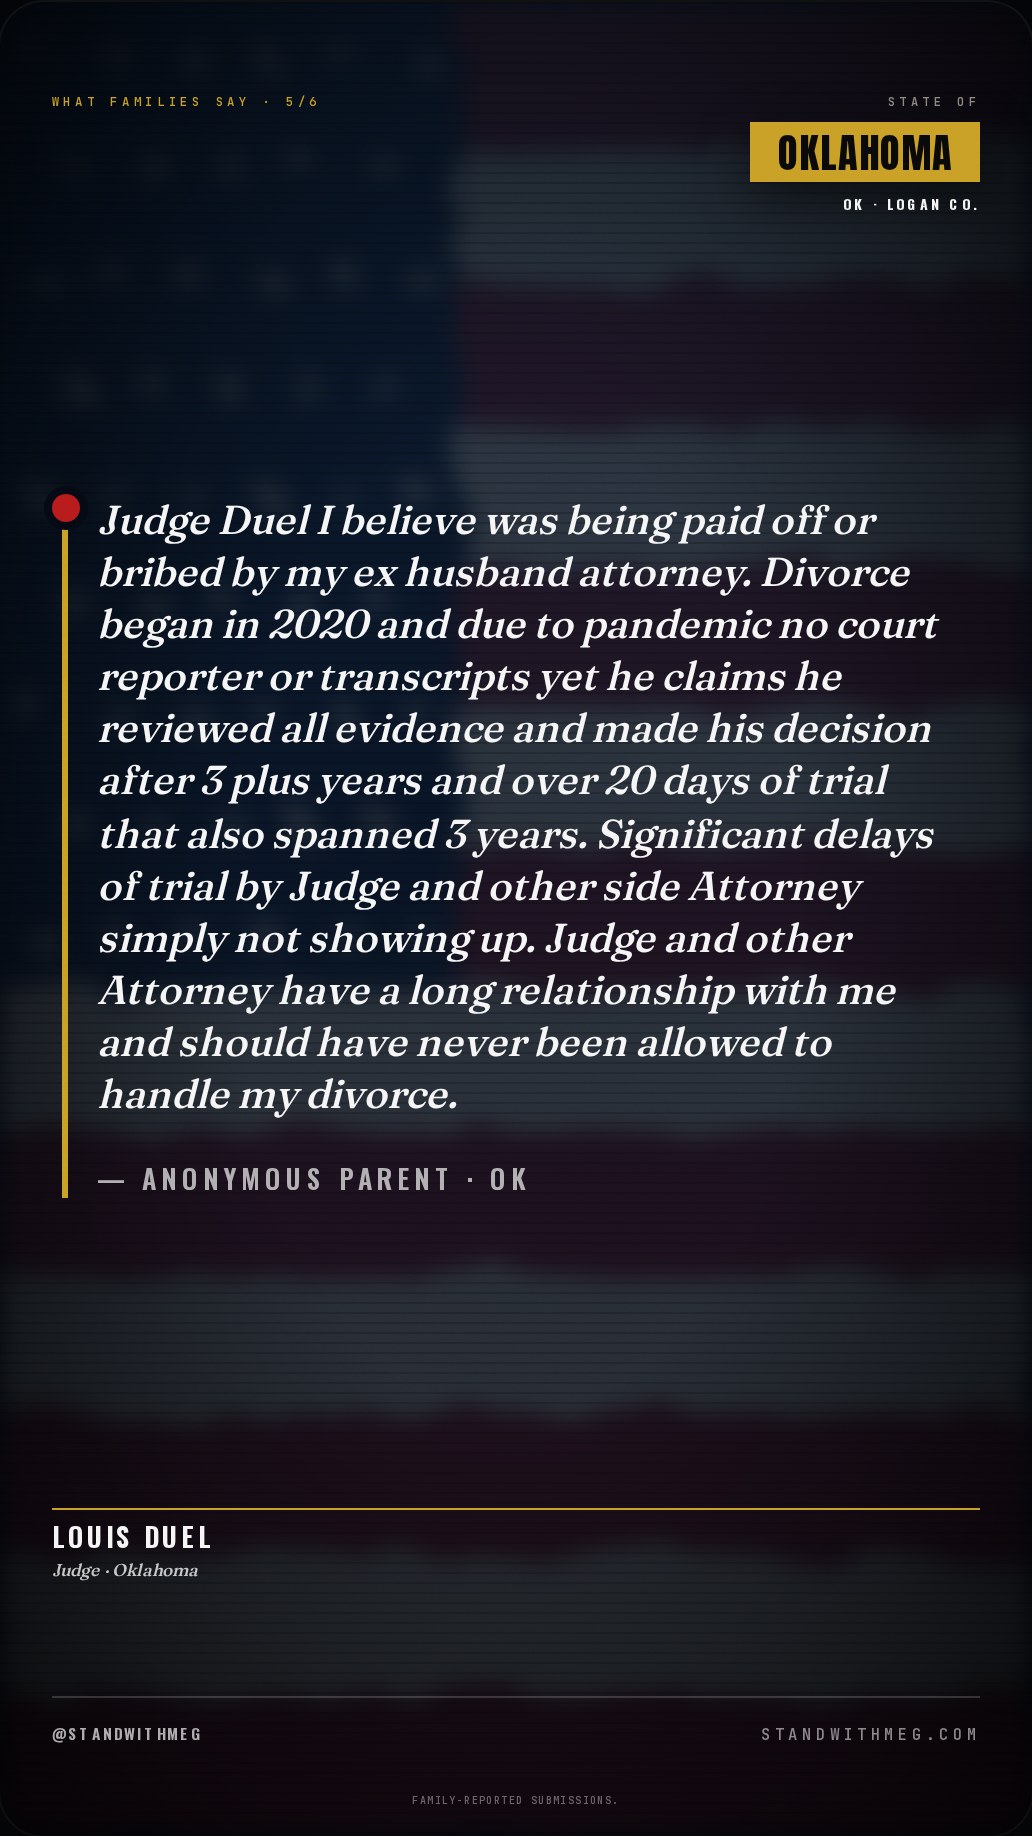 WHAT FAMILIES SAY · 5/6
STATE OF
OKLAHOMA
OK · LOGAN CO.
Judge Duel I believe was being paid off or
bribed by my ex husband attorney. Divorce
began in 2020 and due to pandemic no court
reporter or transcripts yet he claims he
reviewed all evidence and made his decision
after 3 plus years and over 20 days of trial
that also spanned 3 years. Significant delays
of trial by Judge and other side Attorney
simply not showing up. Judge and other
Attorney have a long relationship with me
and should have never been allowed to
handle my divorce.
— ANONYMOUS PARENT · OK
LOUIS DUEL
Judge · Oklahoma
@STANDWITHMEG
STANDWITHMEG.COM
FAMILY-REPORTED SUBMISSIONS.